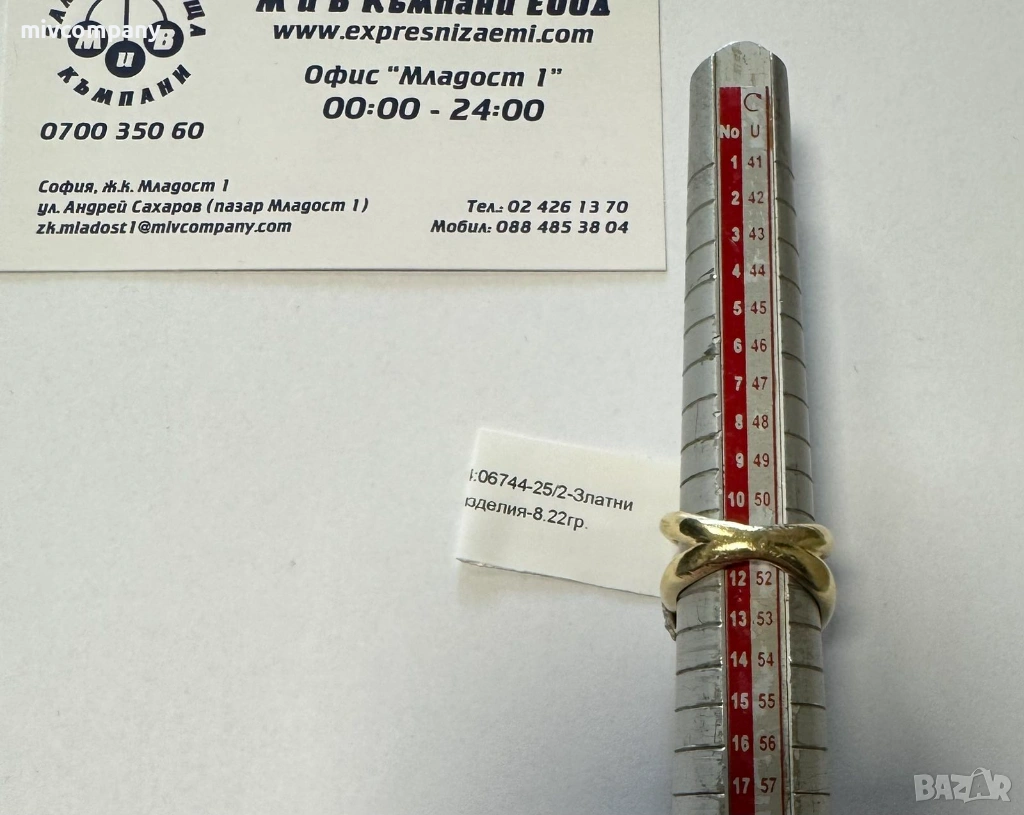 mivcompany
М и В Къмпани ЕООД
www.expresnizaemi.com
Офис "Младост 1"
00:00 - 24:00
М и В
КЪМПАНИ
0700 350 60
София, ж.к. Младост 1
ул. Андрей Сахаров (пазар Младост 1)
zk.mladost1@mivcompany.com
Тел.: 02 426 13 70
Мобил: 088 485 38 04
C
No U
1 41
2 42
3 43
4 44
5 45
6 46
7 47
8 48
9 49
10 50
12 52
13 53
14 54
15 55
16 56
17 57
:06744-25/2-Златни
зделия-8.22гр.
BAZAR